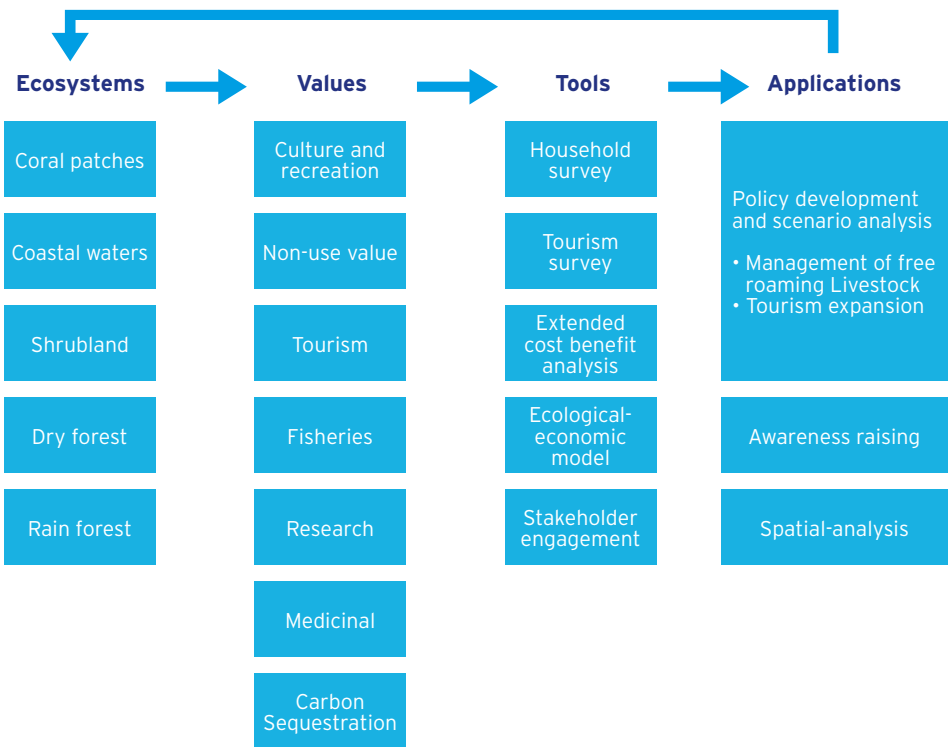 Ecosystems
Values
Tools
Applications
Coral patches
Coastal waters
Shrubland
Dry forest
Rain forest
Culture and
recreation
Non-use value
Tourism
Fisheries
Research
Medicinal
Carbon
Sequestration
Household
survey
Tourism
survey
Extended
cost benefit
analysis
Ecological-
economic
model
Stakeholder
engagement
Policy development
and scenario analysis
• Management of free
roaming Livestock
• Tourism expansion
Awareness raising
Spatial-analysis